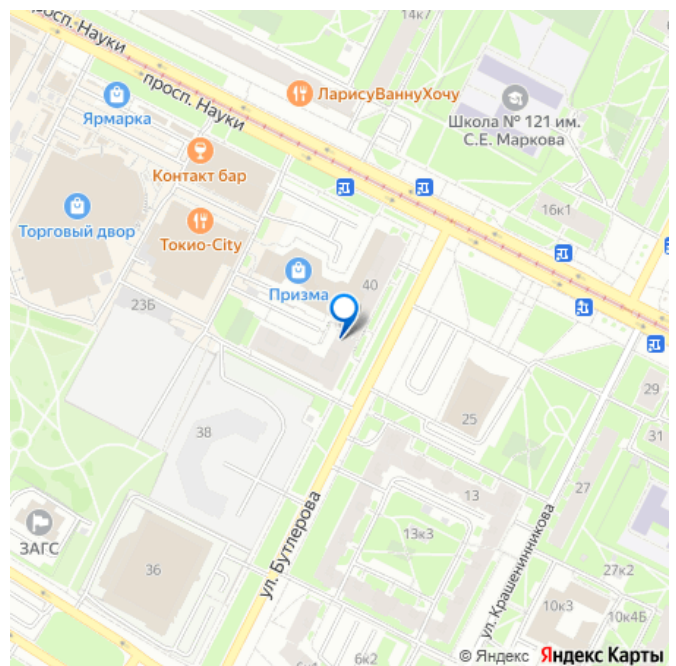 14к7
просп. Науки
ЛарисуВаннуХочу
просп. Науки
Ярмарка
Школа № 121 им.
С.Е. Маркова
Контакт бар
16к1
Торговый двор
Токио-City
Призма
40
23Б
29
25
31
38
13
27
ул. Бутлерова
13к3
ул. Крашенинникова
ЗАГС
36
27к2
10к3
10к4Б
6к2
© Яндекс Яндекс Карты